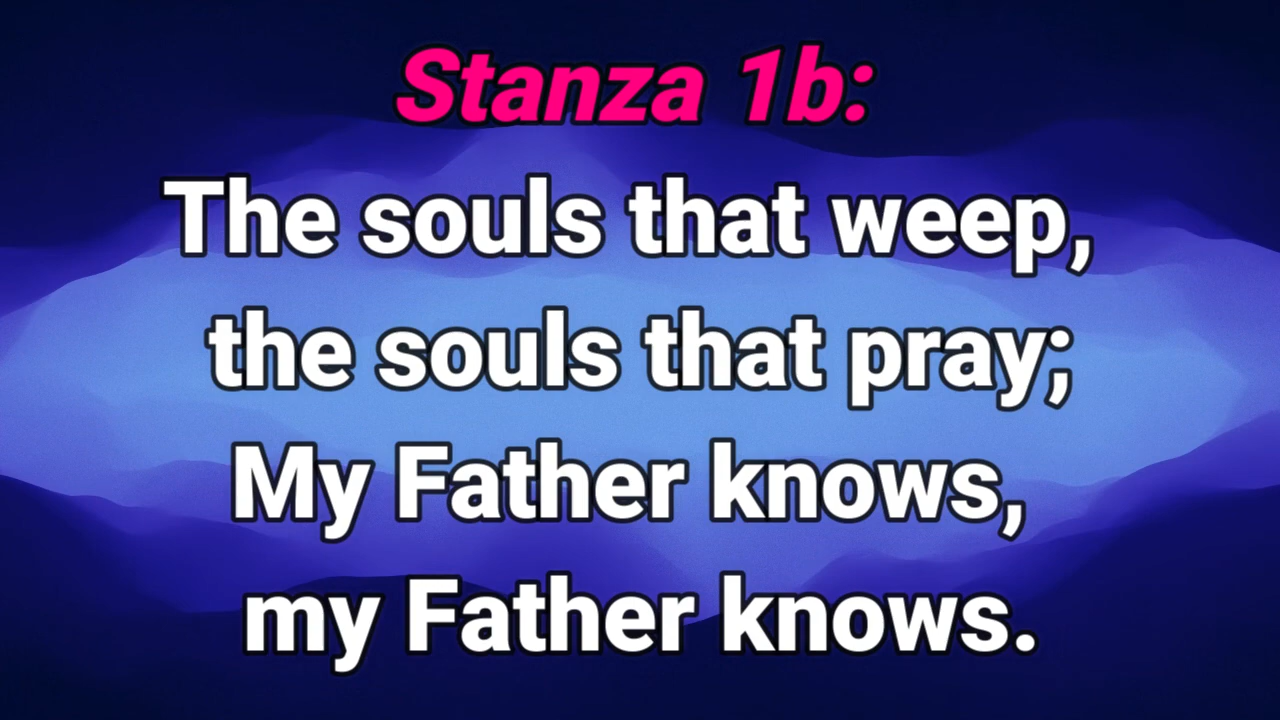 Stanza 1b:
The souls that weep,
the souls that pray;
My Father knows,
my Father knows.